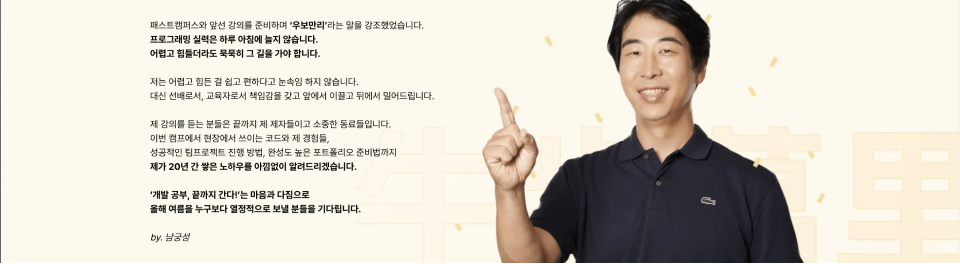 패스트캠퍼스와 앞선 강의를 준비하며 ‘우보만리’라는 말을 강조했었습니다.
프로그래밍 실력은 하루 아침에 늘지 않습니다.
어렵고 힘들더라도 묵묵히 그 길을 가야 합니다.
저는 어렵고 힘든 걸 쉽고 편하다고 눈속임 하지 않습니다.
대신 선배로서, 교육자로서 책임감을 갖고 앞에서 이끌고 뒤에서 밀어드립니다.
제 강의를 듣는 분들은 끝까지 제 제자들이고 소중한 동료들입니다.
이번 캠프에서 현장에서 쓰이는 코드와 제 경험들,
성공적인 팀프로젝트 진행 방법, 완성도 높은 포트폴리오 준비법까지
제가 20년 간 쌓은 노하우를 아낌없이 알려드리겠습니다.
‘개발 공부, 끝까지 간다!’는 마음과 다짐으로
올해 여름을 누구보다 열정적으로 보낼 분들을 기다립니다.
by. 남궁성
牛步萬里